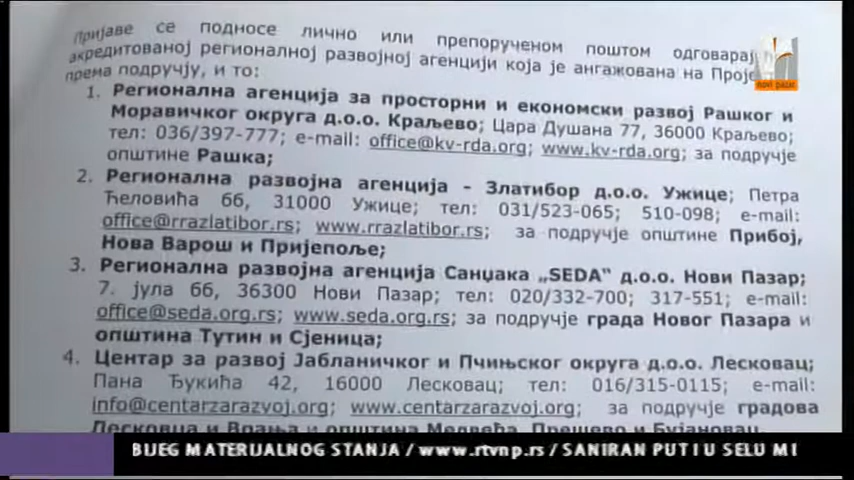 Пријаве се подносе лично или препорученом поштом одговарај
акредитованој регионалној развојној агенцији која је ангажована на Проје
према подручју, и то:
1. Регионална агенција за просторни и економски развој Рашког и
Моравичког округа д.о.о. Краљево; Цара Душана 77, 36000 Краљево;
тел: 036/397-777; e-mail: office@kv-rda.org; www.kv-rda.org; за подручје
општине Рашка;
2. Регионална развојна агенција - Златибор д.о.о. Ужице; Петра
Ћеловића бб, 31000 Ужице; тел: 031/523-065; 510-098; e-mail:
office@rrazlatibor.rs; www.rrazlatibor.rs; за подручје општине Прибој,
Нова Варош и Пријепоље;
3. Регионална развојна агенција Санџака „SEDA“ д.о.о. Нови Пазар;
7. јула бб, 36300 Нови Пазар; тел: 020/332-700; 317-551; e-mail:
office@seda.org.rs; www.seda.org.rs; за подручје града Новог Пазара и
општина Тутин и Сјеница;
4. Центар за развој Јабланичког и Пчињског округа д.о.о. Лесковац;
Пана Ђукића 42, 16000 Лесковац; тел: 016/315-0115; e-mail:
info@centarzarazvoj.org; www.centarzarazvoj.org; за подручје градова
Лесковца и Врања и општина Медвеђа, Прешево и Бујановац
BIJEG MATERIJALNOG STANJA / www.rtvnp.rs / SANIRAN PUT I U SELU MI